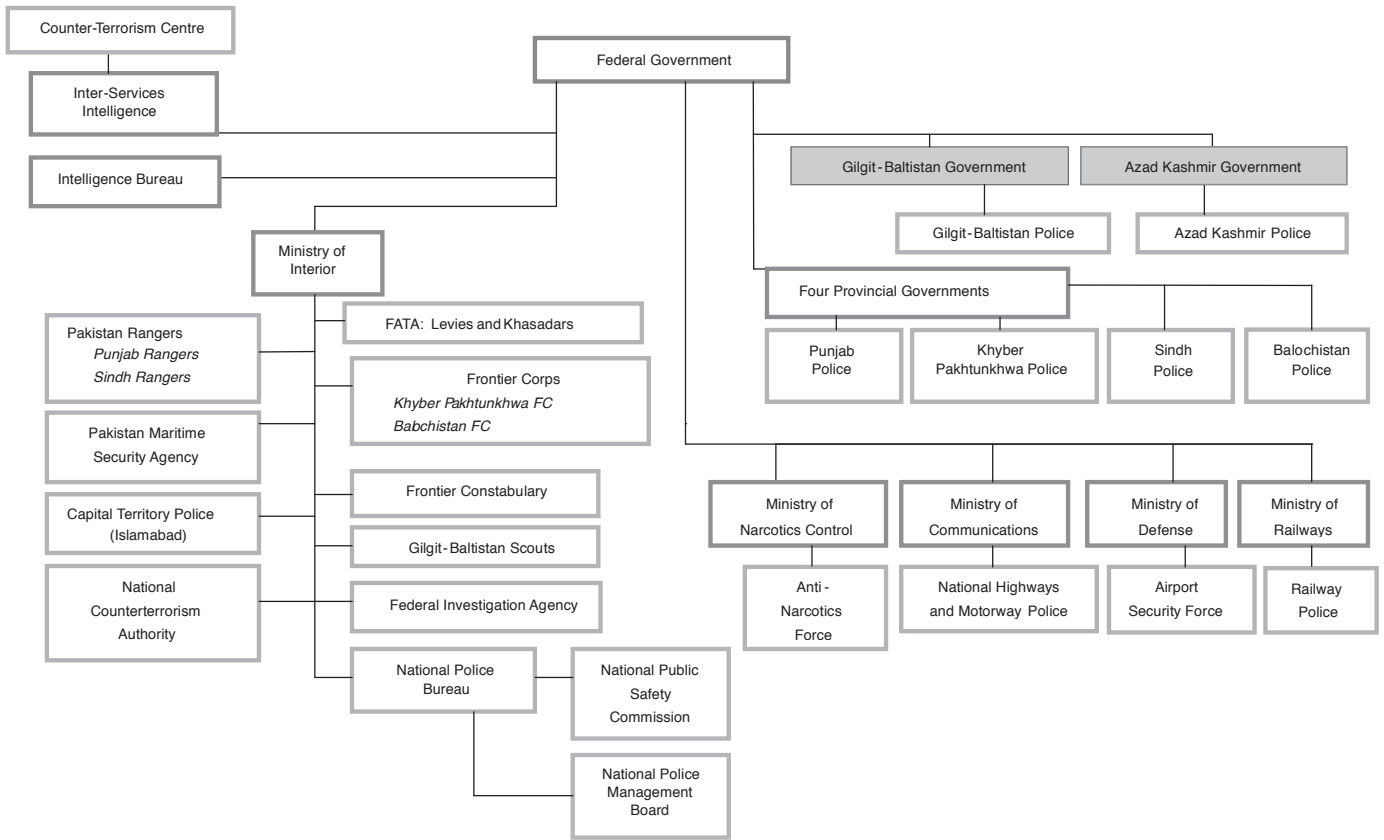 Counter-Terrorism Centre
Federal Government
Inter-Services
Intelligence
Intelligence Bureau
Gilgit-Baltistan Government
Azad Kashmir Government
Gilgit-Baltistan Police
Azad Kashmir Police
Ministry of
Interior
Four Provincial Governments
Punjab
Police
Khyber
Pakhtunkhwa Police
Sindh
Police
Balochistan
Police
Pakistan Rangers
Punjab Rangers
Sindh Rangers
FATA: Levies and Khasadars
Frontier Corps
Khyber Pakhtunkhwa FC
Babchistan FC
Pakistan Maritime
Security Agency
Frontier Constabulary
Capital Territory Police
(Islamabad)
Gilgit-Baltistan Scouts
National
Counterterrorism
Authority
Federal Investigation Agency
National Police
Bureau
National Public
Safety
Commission
National Police
Management
Board
Ministry of
Narcotics Control
Ministry of
Communications
Ministry of
Defense
Ministry of
Railways
Anti-
Narcotics
Force
National Highways
and Motorway Police
Airport
Security Force
Railway
Police